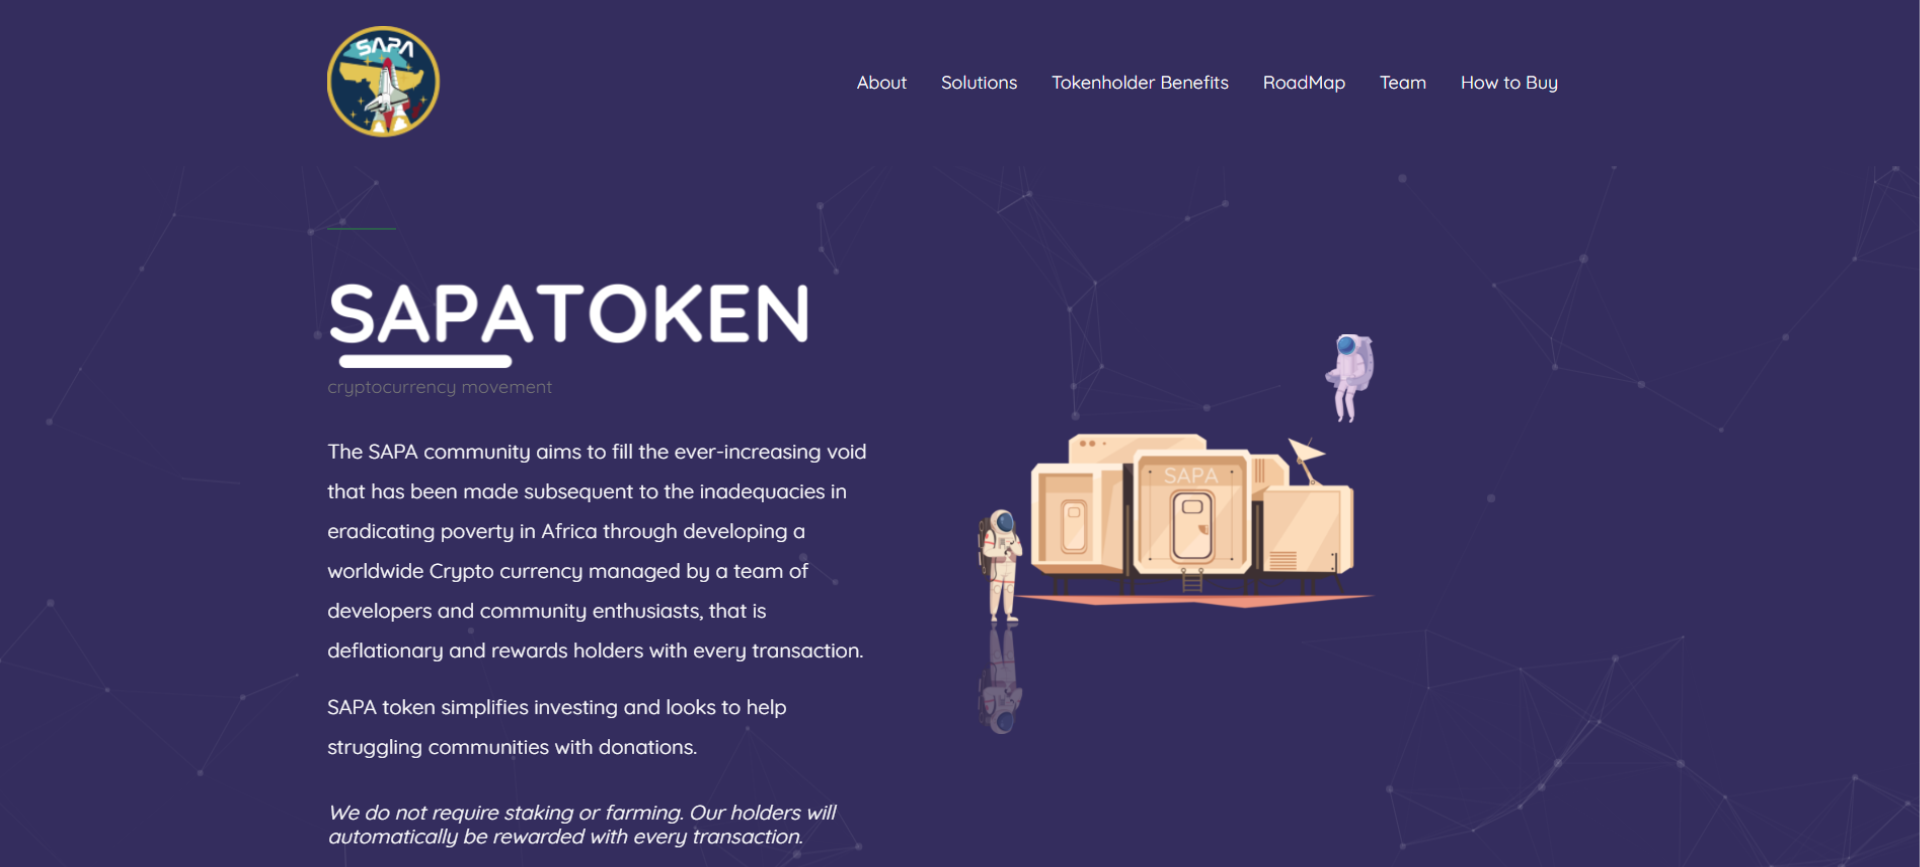 SAPA
About Solutions Tokenholder Benefits RoadMap Team How to Buy
SAPATOKEN
cryptocurrency movement
The SAPA community aims to fill the ever-increasing void
that has been made subsequent to the inadequacies in
eradicating poverty in Africa through developing a
worldwide Crypto currency managed by a team of
developers and community enthusiasts, that is
deflationary and rewards holders with every transaction.
SAPA token simplifies investing and looks to help
struggling communities with donations.
We do not require staking or farming. Our holders will
automatically be rewarded with every transaction.
SAPA